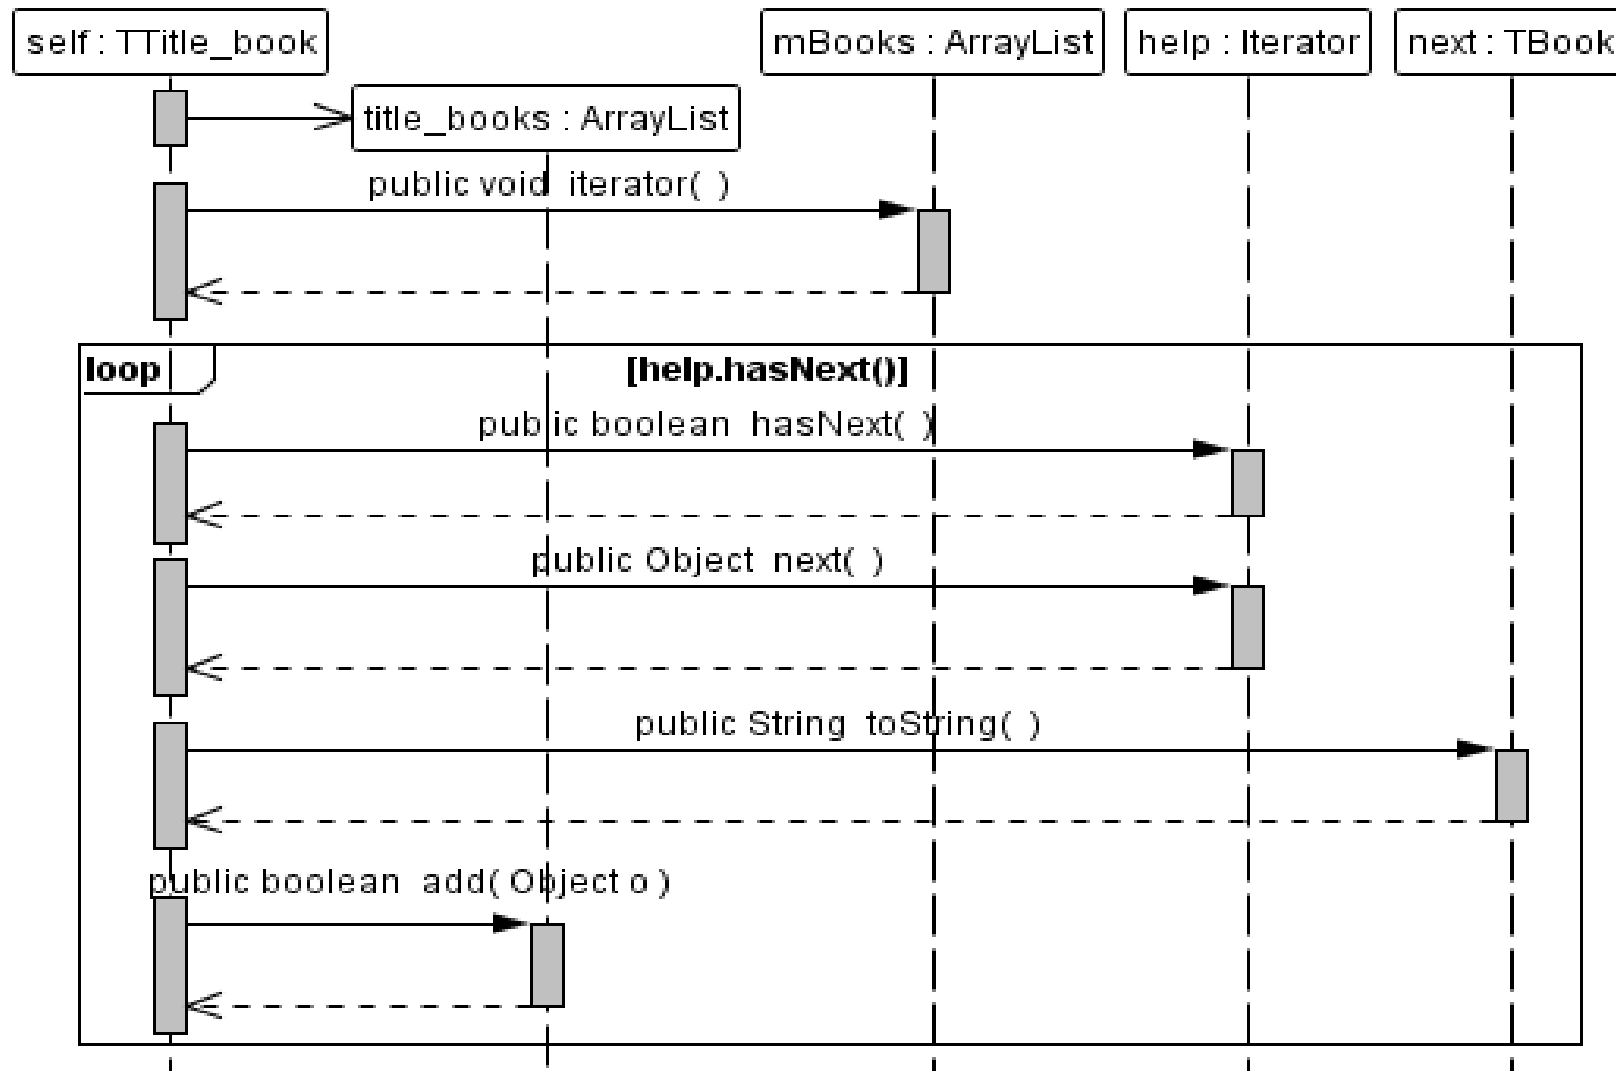 self : TTitle_book
mBooks : ArrayList
help : Iterator
next : TBook
title_books : ArrayList
public void iterator( )
loop
[help.hasNext()]
public boolean hasNext( )
public Object next( )
public String toString( )
public boolean add( Object o )